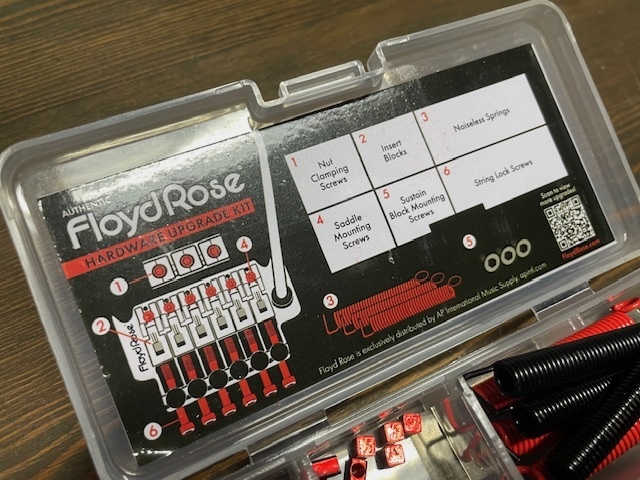 AUTHENTIC
FloydRose
HARDWARE UPGRADE KIT
1
Nut
Clamping
Screws
2
Insert
Blocks
3
Noiseless Springs
4
Saddle
Mounting
Screws
5
Sustain
Block Mounting
Screws
6
String Lock Screws
Scan to view
more upgrades!
FloydRose.com
1
4
2
FloydRose
6
3
5
Floyd Rose is exclusively distributed by AP International Music Supply. apintl.com